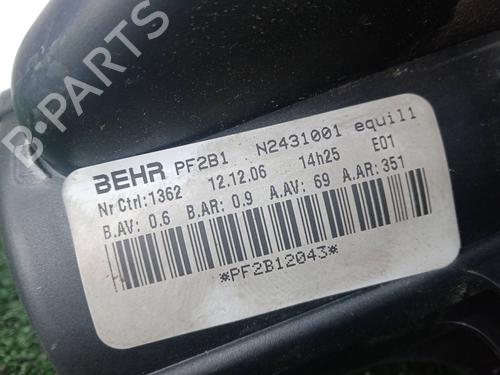 B-PARTS
BEHR PF2B1 N2431001 equil1
Nr Ctrl:1362 12.12.06 14h25 E01
B.AV: 0.6 B.AR: 0.9 A.AV: 69 A.AR: 351
*PF2B12043*